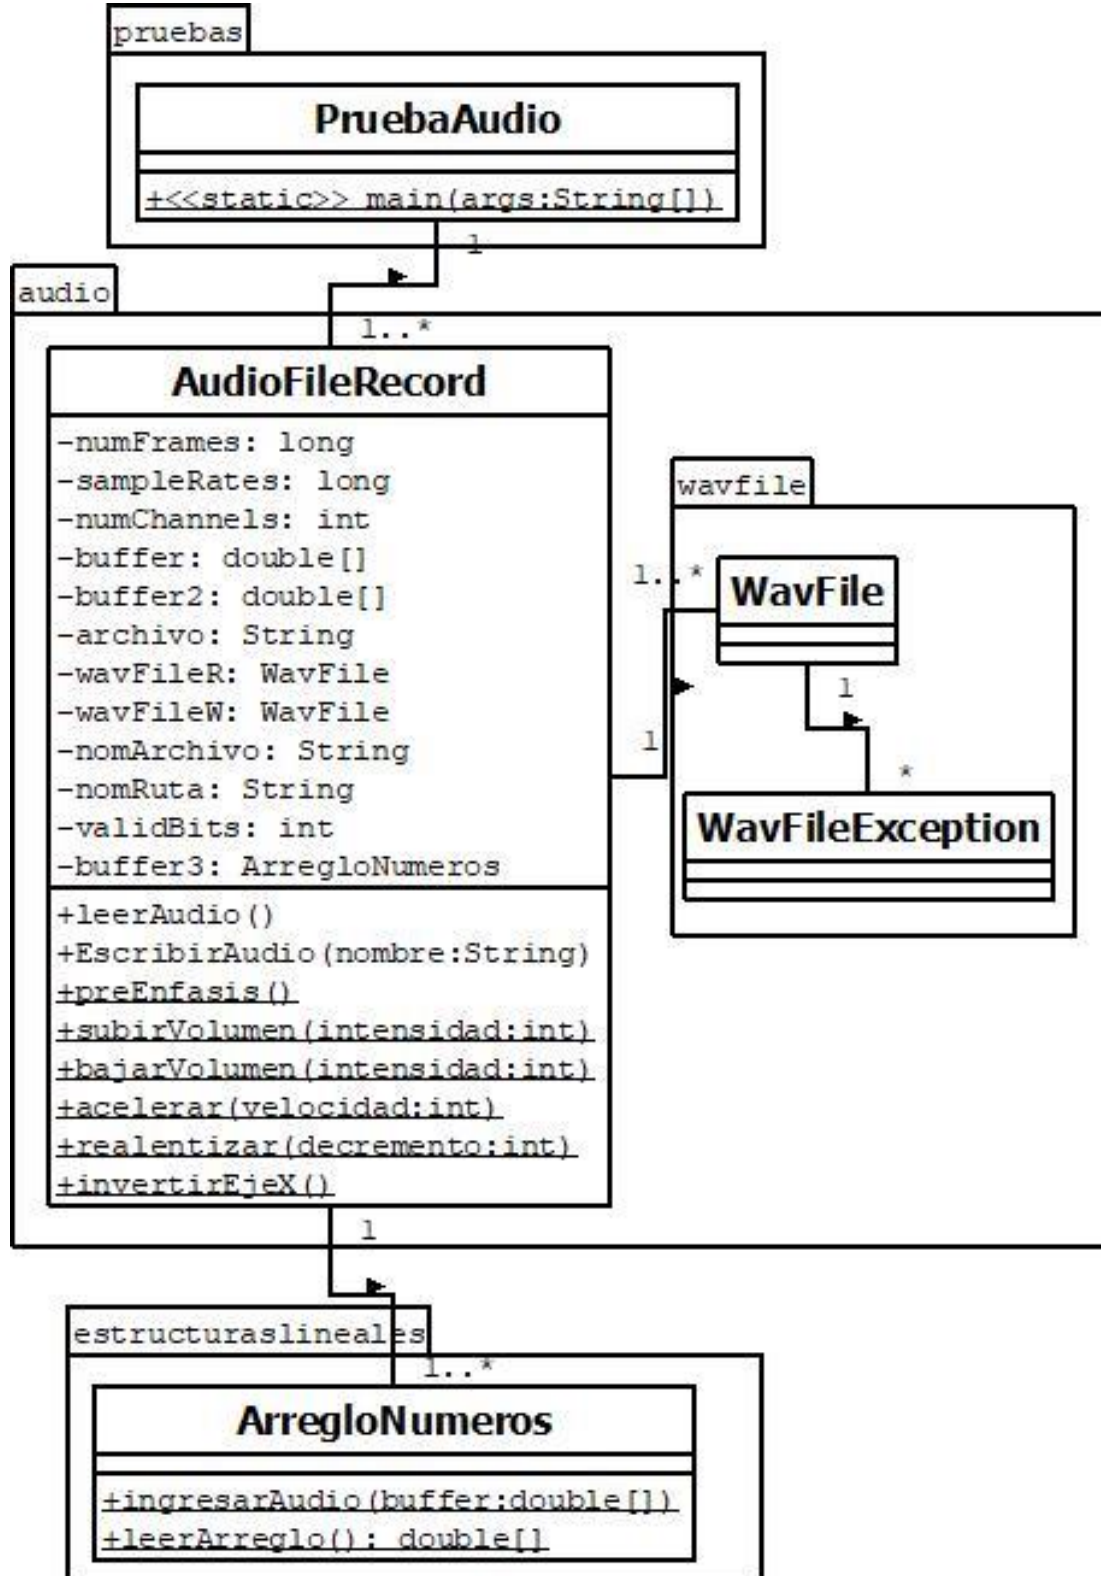 pruebas
PruebaAudio
+<<static>> main(args:String[])
1
audio
1..*
AudioFileRecord
-numFrames: long
-sampleRates: long
-numChannels: int
-buffer: double[]
-buffer2: double[]
-archivo: String
-wavFileR: WavFile
-wavFileW: WavFile
-nomArchivo: String
-nomRuta: String
-validBits: int
-buffer3: ArregloNumeros
+leerAudio()
+EscribirAudio(nombre:String)
+preEnfasis()
+subirVolumen(intensidad:int)
+bajarVolumen(intensidad:int)
+acelerar(velocidad:int)
+realentizar(decremento:int)
+invertirEjeX()
wavfile
1..*
WavFile
1
1
*
WavFileException
1
estructuraslineales
1..*
ArregloNumeros
+ingresarAudio(buffer:double[])
+leerArreglo(): double[]